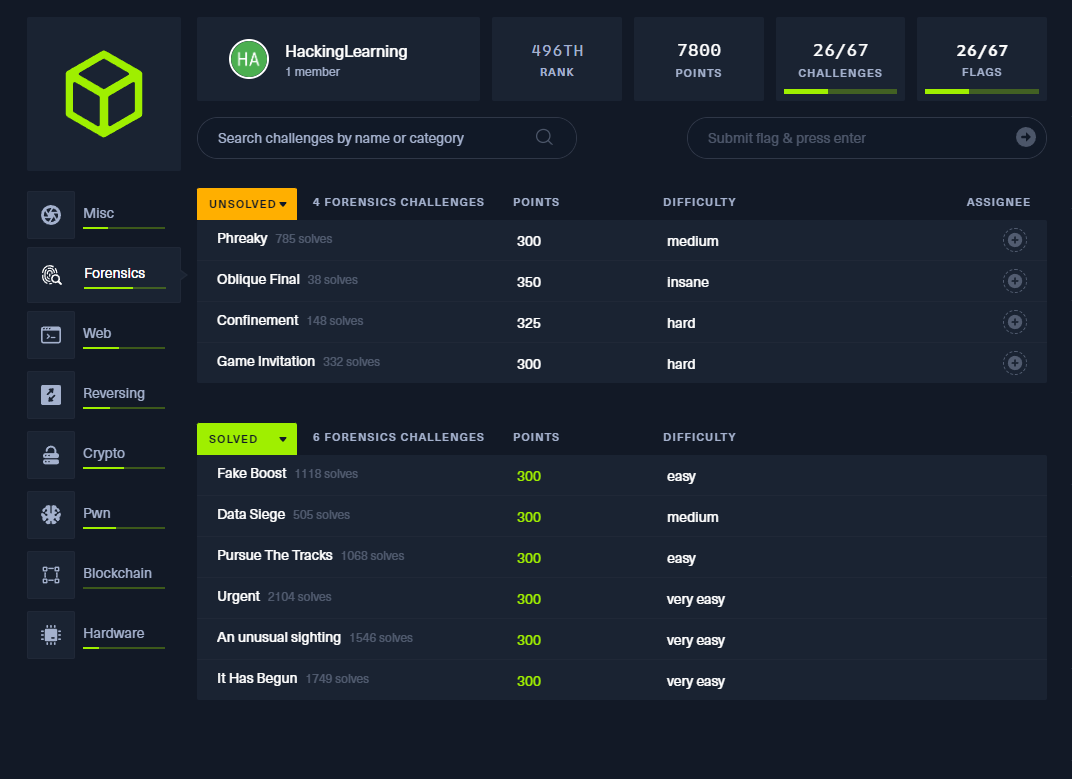 HA
HackingLearning
1 member
496TH
RANK
7800
POINTS
26/67
CHALLENGES
26/67
FLAGS
Search challenges by name or category
Submit flag & press enter
Misc
Forensics
Web
Reversing
Crypto
Pwn
Blockchain
Hardware
UNSOLVED 4 FORENSICS CHALLENGES POINTS DIFFICULTY ASSIGNEE
Phreaky 785 solves 300 medium
Oblique Final 38 solves 350 insane
Confinement 148 solves 325 hard
Game Invitation 332 solves 300 hard
SOLVED 6 FORENSICS CHALLENGES POINTS DIFFICULTY
Fake Boost 1118 solves 300 easy
Data Siege 505 solves 300 medium
Pursue The Tracks 1068 solves 300 easy
Urgent 2104 solves 300 very easy
An unusual sighting 1546 solves 300 very easy
It Has Begun 1749 solves 300 very easy